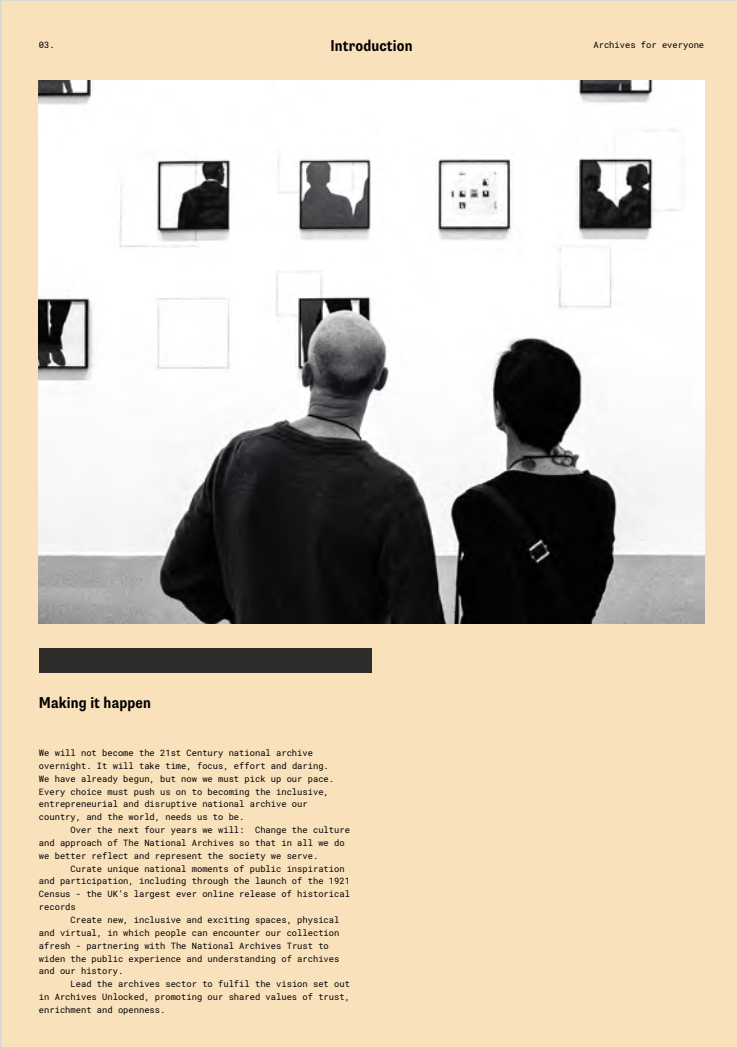 03.
Introduction
Archives for everyone
Making it happen
We will not become the 21st Century national archive
overnight. It will take time, focus, effort and daring.
We have already begun, but now we must pick up our pace.
Every choice must push us on to becoming the inclusive,
entrepreneurial and disruptive national archive our
country, and the world, needs us to be.
Over the next four years we will:  Change the culture
and approach of The National Archives so that in all we do
we better reflect and represent the society we serve.
Curate unique national moments of public inspiration
and participation, including through the launch of the 1921
Census - the UK's largest ever online release of historical
records
Create new, inclusive and exciting spaces, physical
and virtual, in which people can encounter our collection
afresh - partnering with The National Archives Trust to
widen the public experience and understanding of archives
and our history.
Lead the archives sector to fulfil the vision set out
in Archives Unlocked, promoting our shared values of trust,
enrichment and openness.